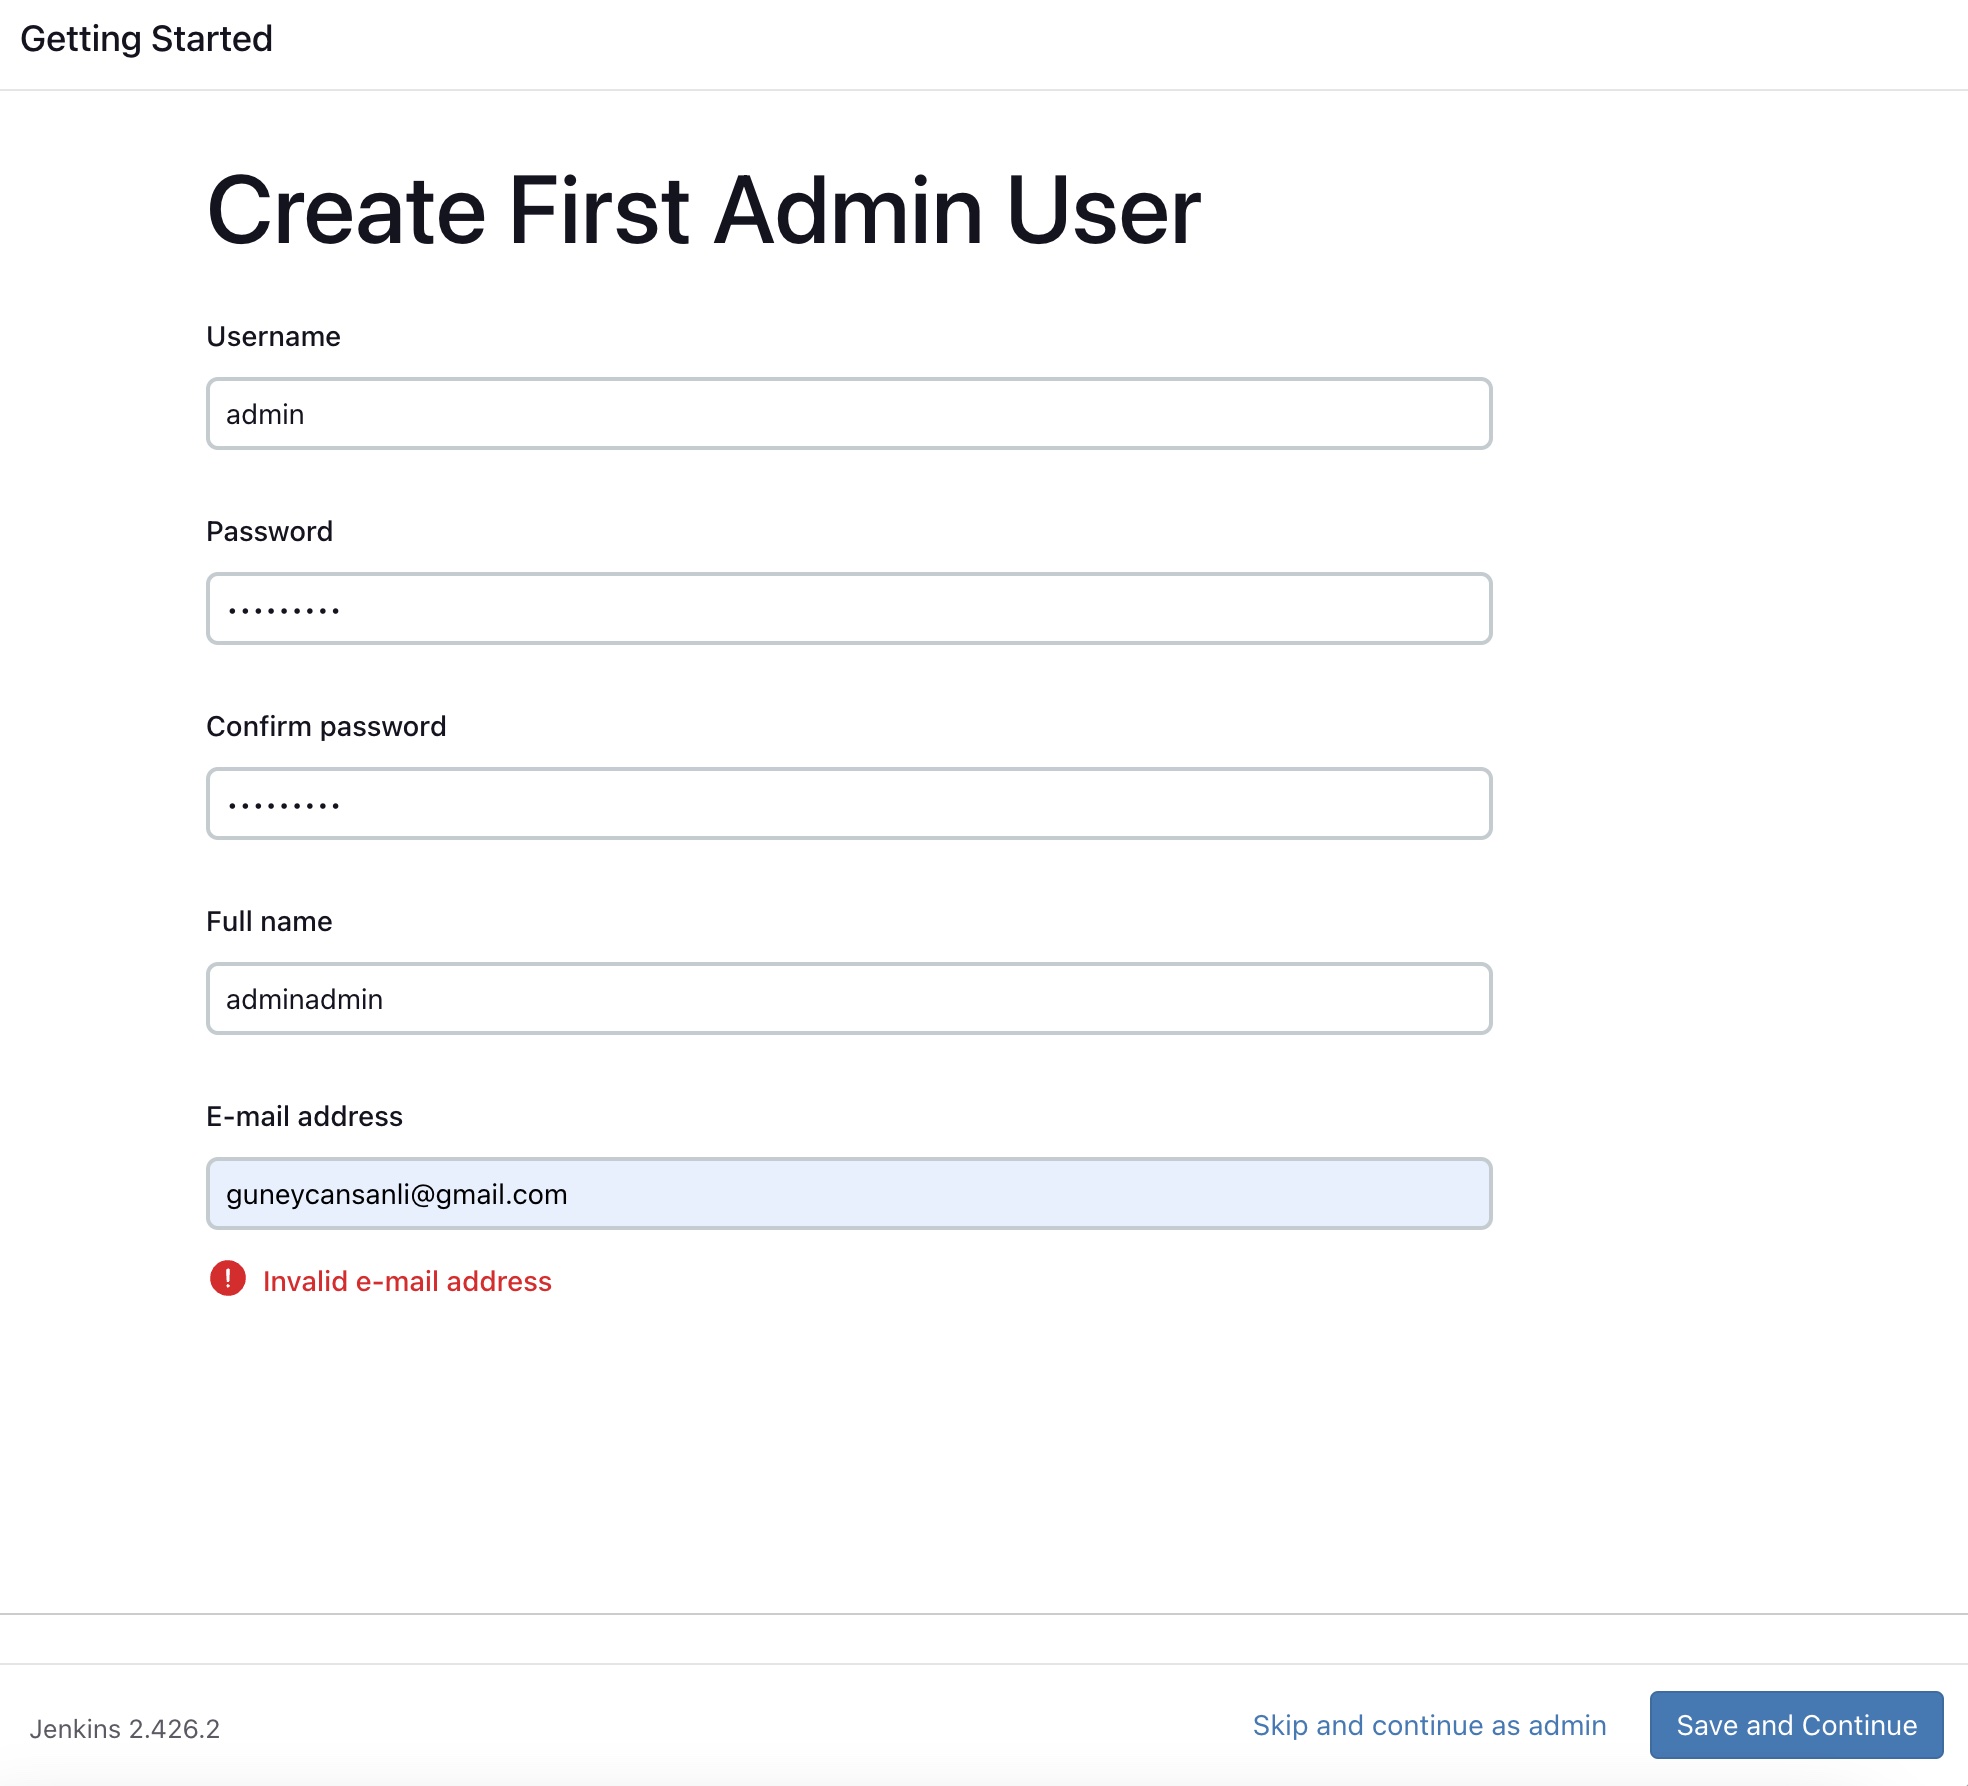 Getting Started
Create First Admin User
Username
admin
Password
•••••••••
Confirm password
•••••••••
Full name
adminadmin
E-mail address
guneycansanli@gmail.com
! Invalid e-mail address
Jenkins 2.426.2
Skip and continue as admin
Save and Continue